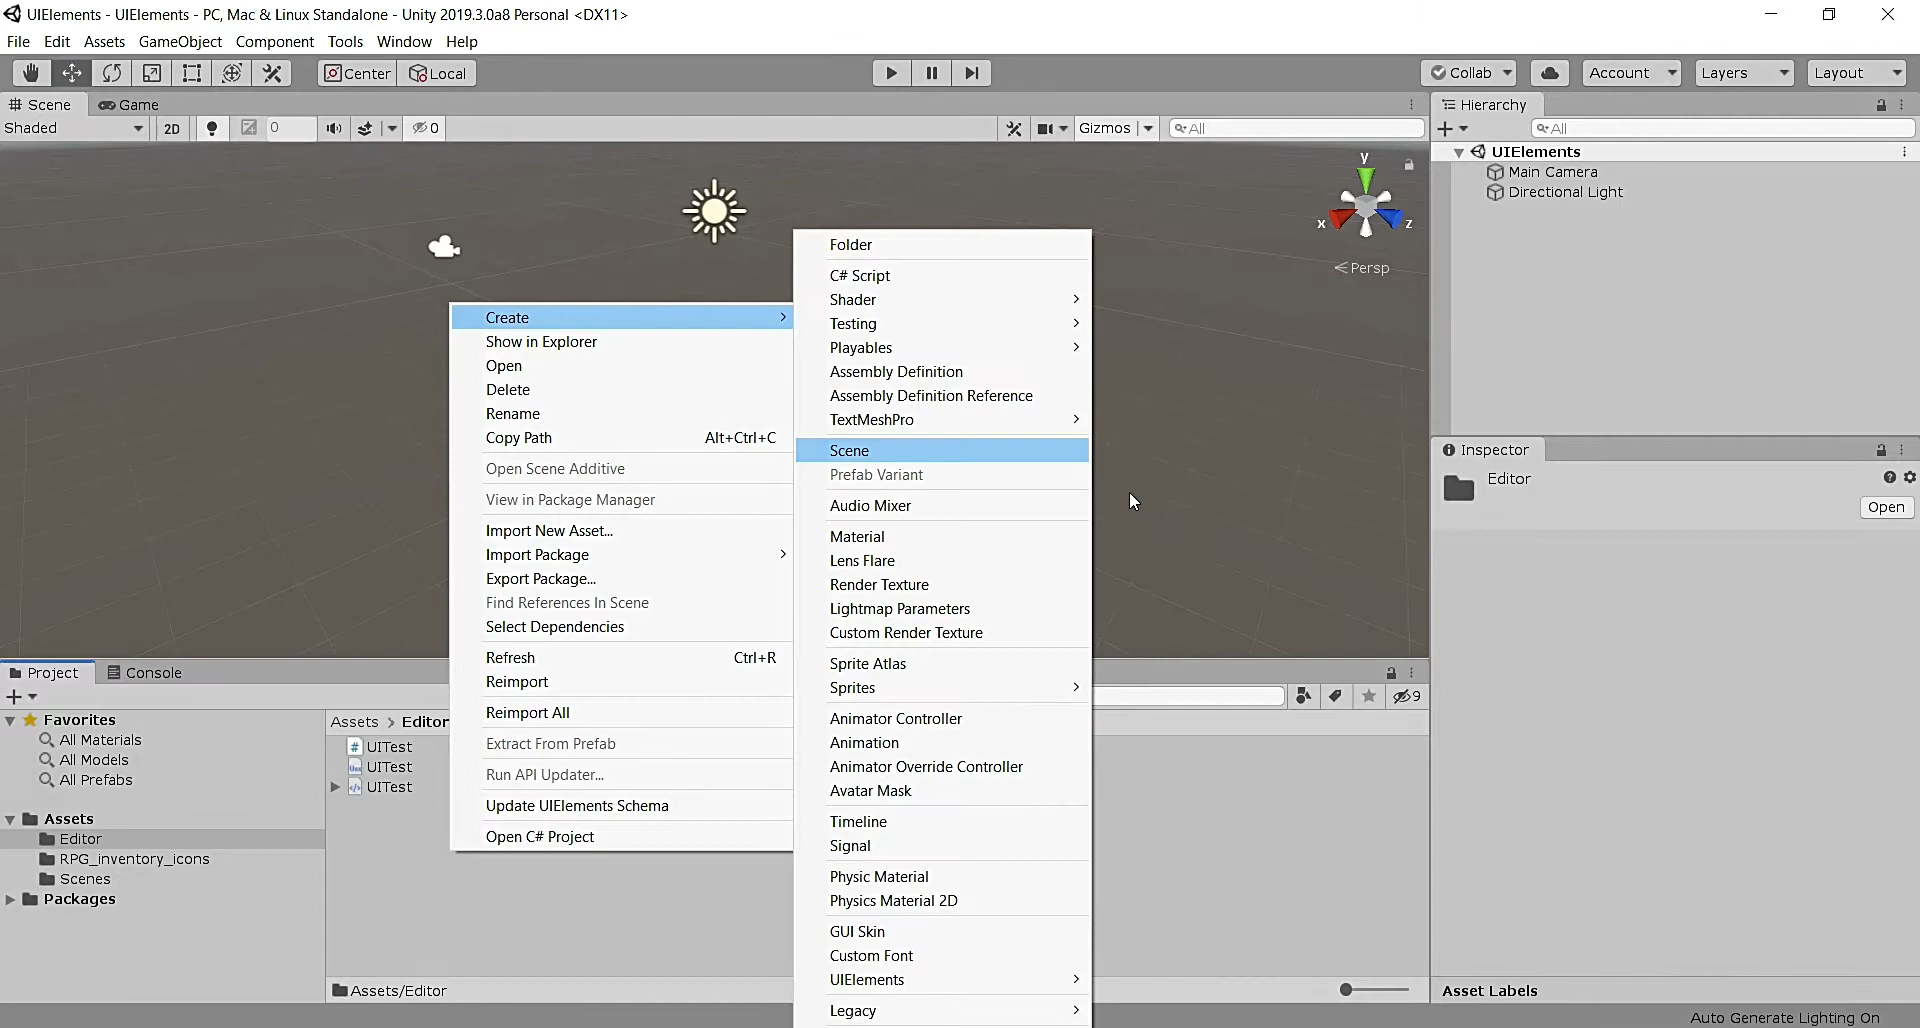 UIElements - UIElements - PC, Mac & Linux Standalone - Unity 2019.3.0a8 Personal <DX11>
File Edit Assets GameObject Component Tools Window Help
Center Local Collab Account Layers Layout
Scene Game
Shaded 2D 0 0 Gizmos All
y
x z
Persp
Hierarchy
All
UIElements
Main Camera
Directional Light
Inspector
Editor
Open
Asset Labels
Create
Show in Explorer
Open
Delete
Rename
Copy Path Alt+Ctrl+C
Open Scene Additive
View in Package Manager
Import New Asset...
Import Package
Export Package...
Find References In Scene
Select Dependencies
Refresh Ctrl+R
Reimport
Reimport All
Extract From Prefab
Run API Updater...
Update UIElements Schema
Open C# Project
Folder
C# Script
Shader
Testing
Playables
Assembly Definition
Assembly Definition Reference
TextMeshPro
Scene
Prefab Variant
Audio Mixer
Material
Lens Flare
Render Texture
Lightmap Parameters
Custom Render Texture
Sprite Atlas
Sprites
Animator Controller
Animation
Animator Override Controller
Avatar Mask
Timeline
Signal
Physic Material
Physics Material 2D
GUI Skin
Custom Font
UIElements
Legacy
Project Console
9
Favorites
All Materials
All Models
All Prefabs
Assets
Editor
RPG_inventory_icons
Scenes
Packages
Assets > Editor
UITest
UITest
UITest
Assets/Editor
Auto Generate Lighting On